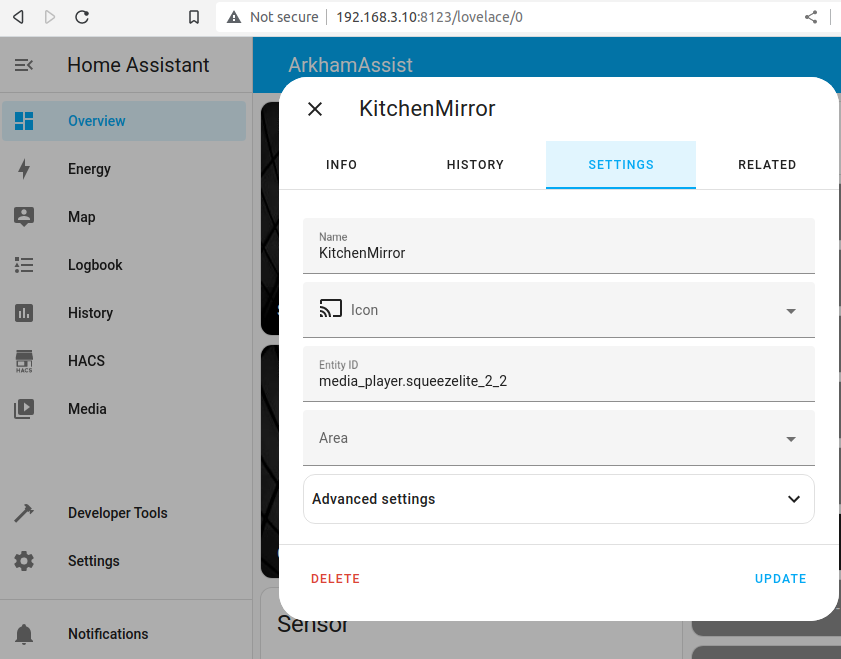 Not secure 192.168.3.10:8123/lovelace/0
Home Assistant
ArkhamAssist
Overview
Energy
Map
Logbook
History
HACS
HACS
Media
Developer Tools
Settings
Notifications
KitchenMirror
INFO HISTORY SETTINGS RELATED
Name
KitchenMirror
Icon
Entity ID
media_player.squeezelite_2_2
Area
Advanced settings
DELETE UPDATE
Sensor